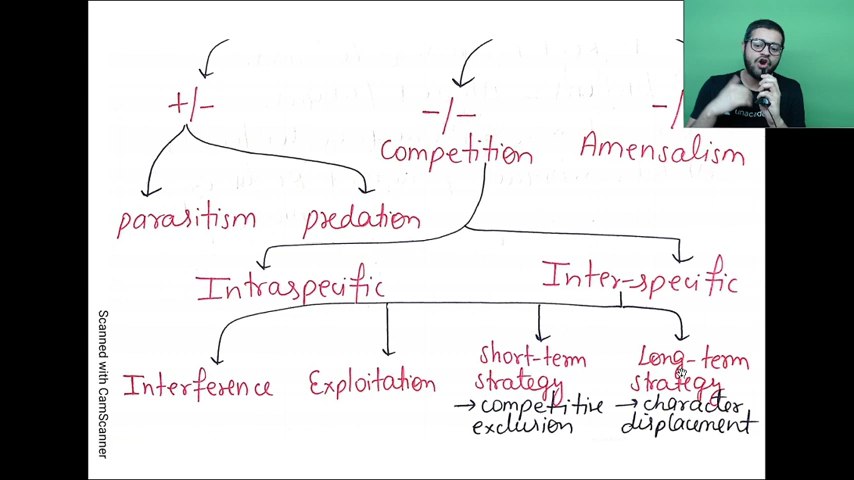 +/-
-/-
-/
Competition
Amensalism
parasitism
predation
Intraspecific
Inter-specific
Interference
Exploitation
short-term
strategy
→ competitive
exclusion
Long-term
strategy
→ character
displacement
Scanned with CamScanner